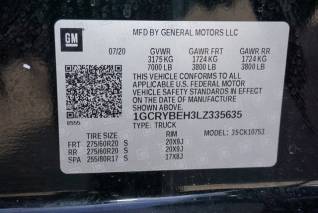 GM
MFD BY GENERAL MOTORS LLC
07/20 GVWR GAWR FRT GAWR RR
3175 KG 1724 KG 1724 KG
7000 LB 3800 LB 3800 LB
THIS VEHICLE CONFORMS TO ALL
APPLICABLE U.S. FEDERAL MOTOR
VEHICLE SAFETY
STANDARDS IN EFFECT ON THE DATE OF
MANUFACTURE SHOWN ABOVE.
1GCRYBEH3LZ335635
TYPE: TRUCK
TIRE SIZE RIM 35CK10753
FRT 275/60R20 S 20X9J
RR 275/60R20 S 20X9J
SPA 255/80R17 S 17X8J